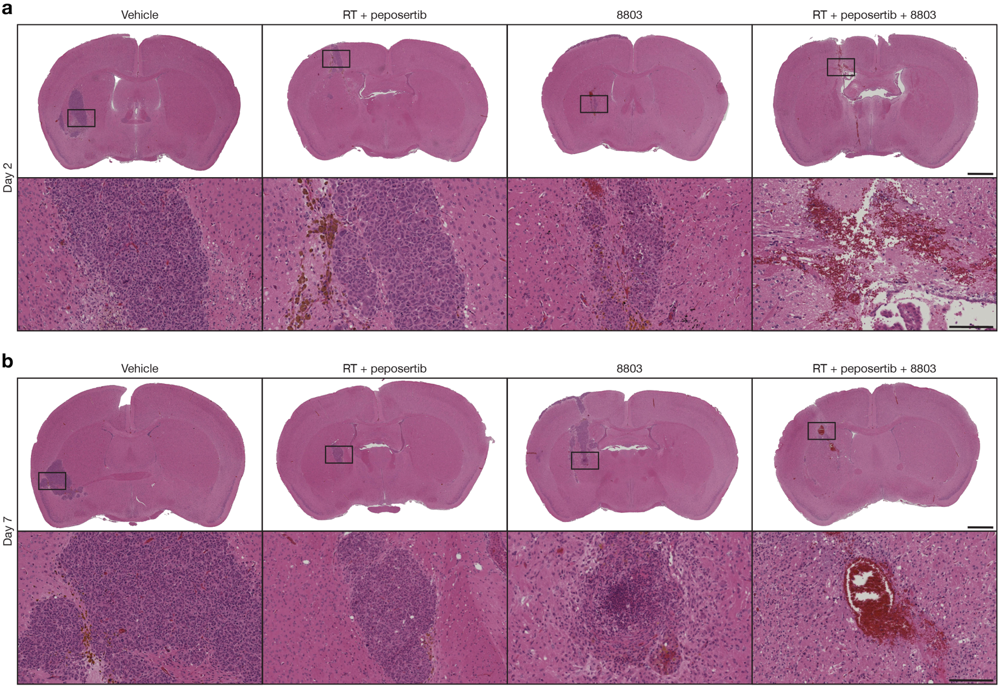 a
Vehicle
RT + peposertib
8803
RT + peposertib + 8803
Day 2
b
Vehicle
RT + peposertib
8803
RT + peposertib + 8803
Day 7